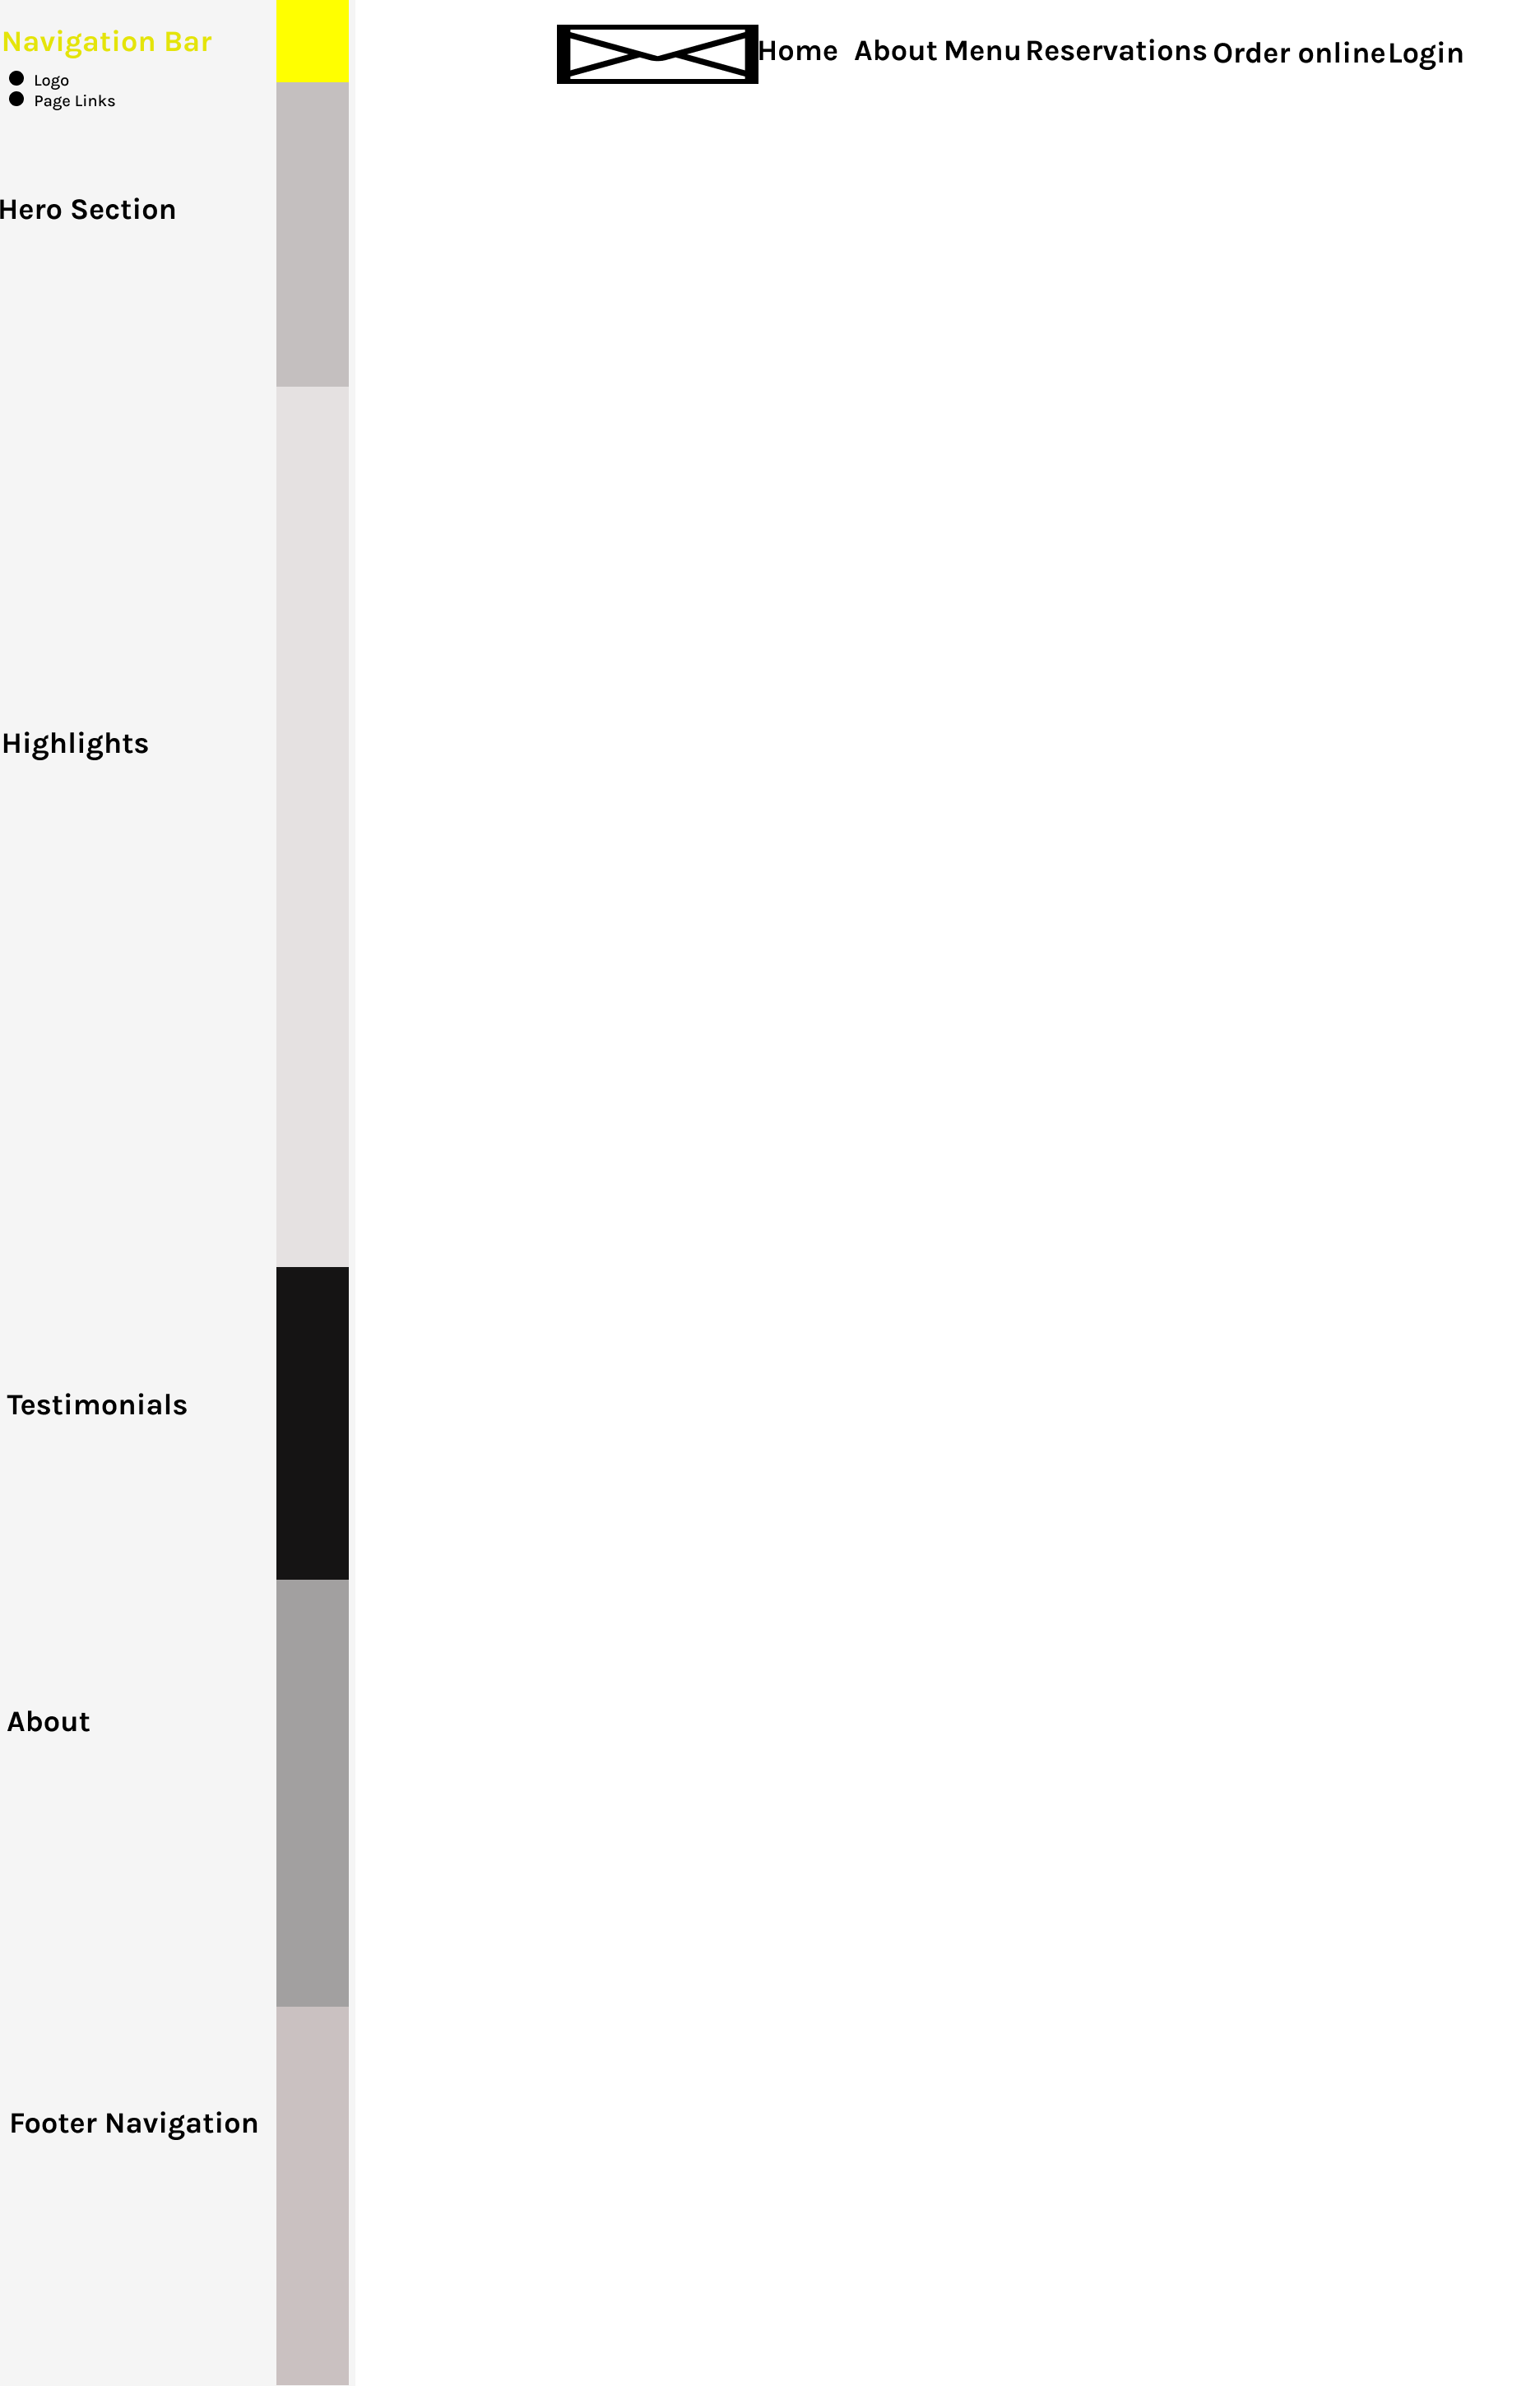 Navigation Bar
Logo
Page Links
Home About Menu Reservations Order online Login
Hero Section
Highlights
Testimonials
About
Footer Navigation